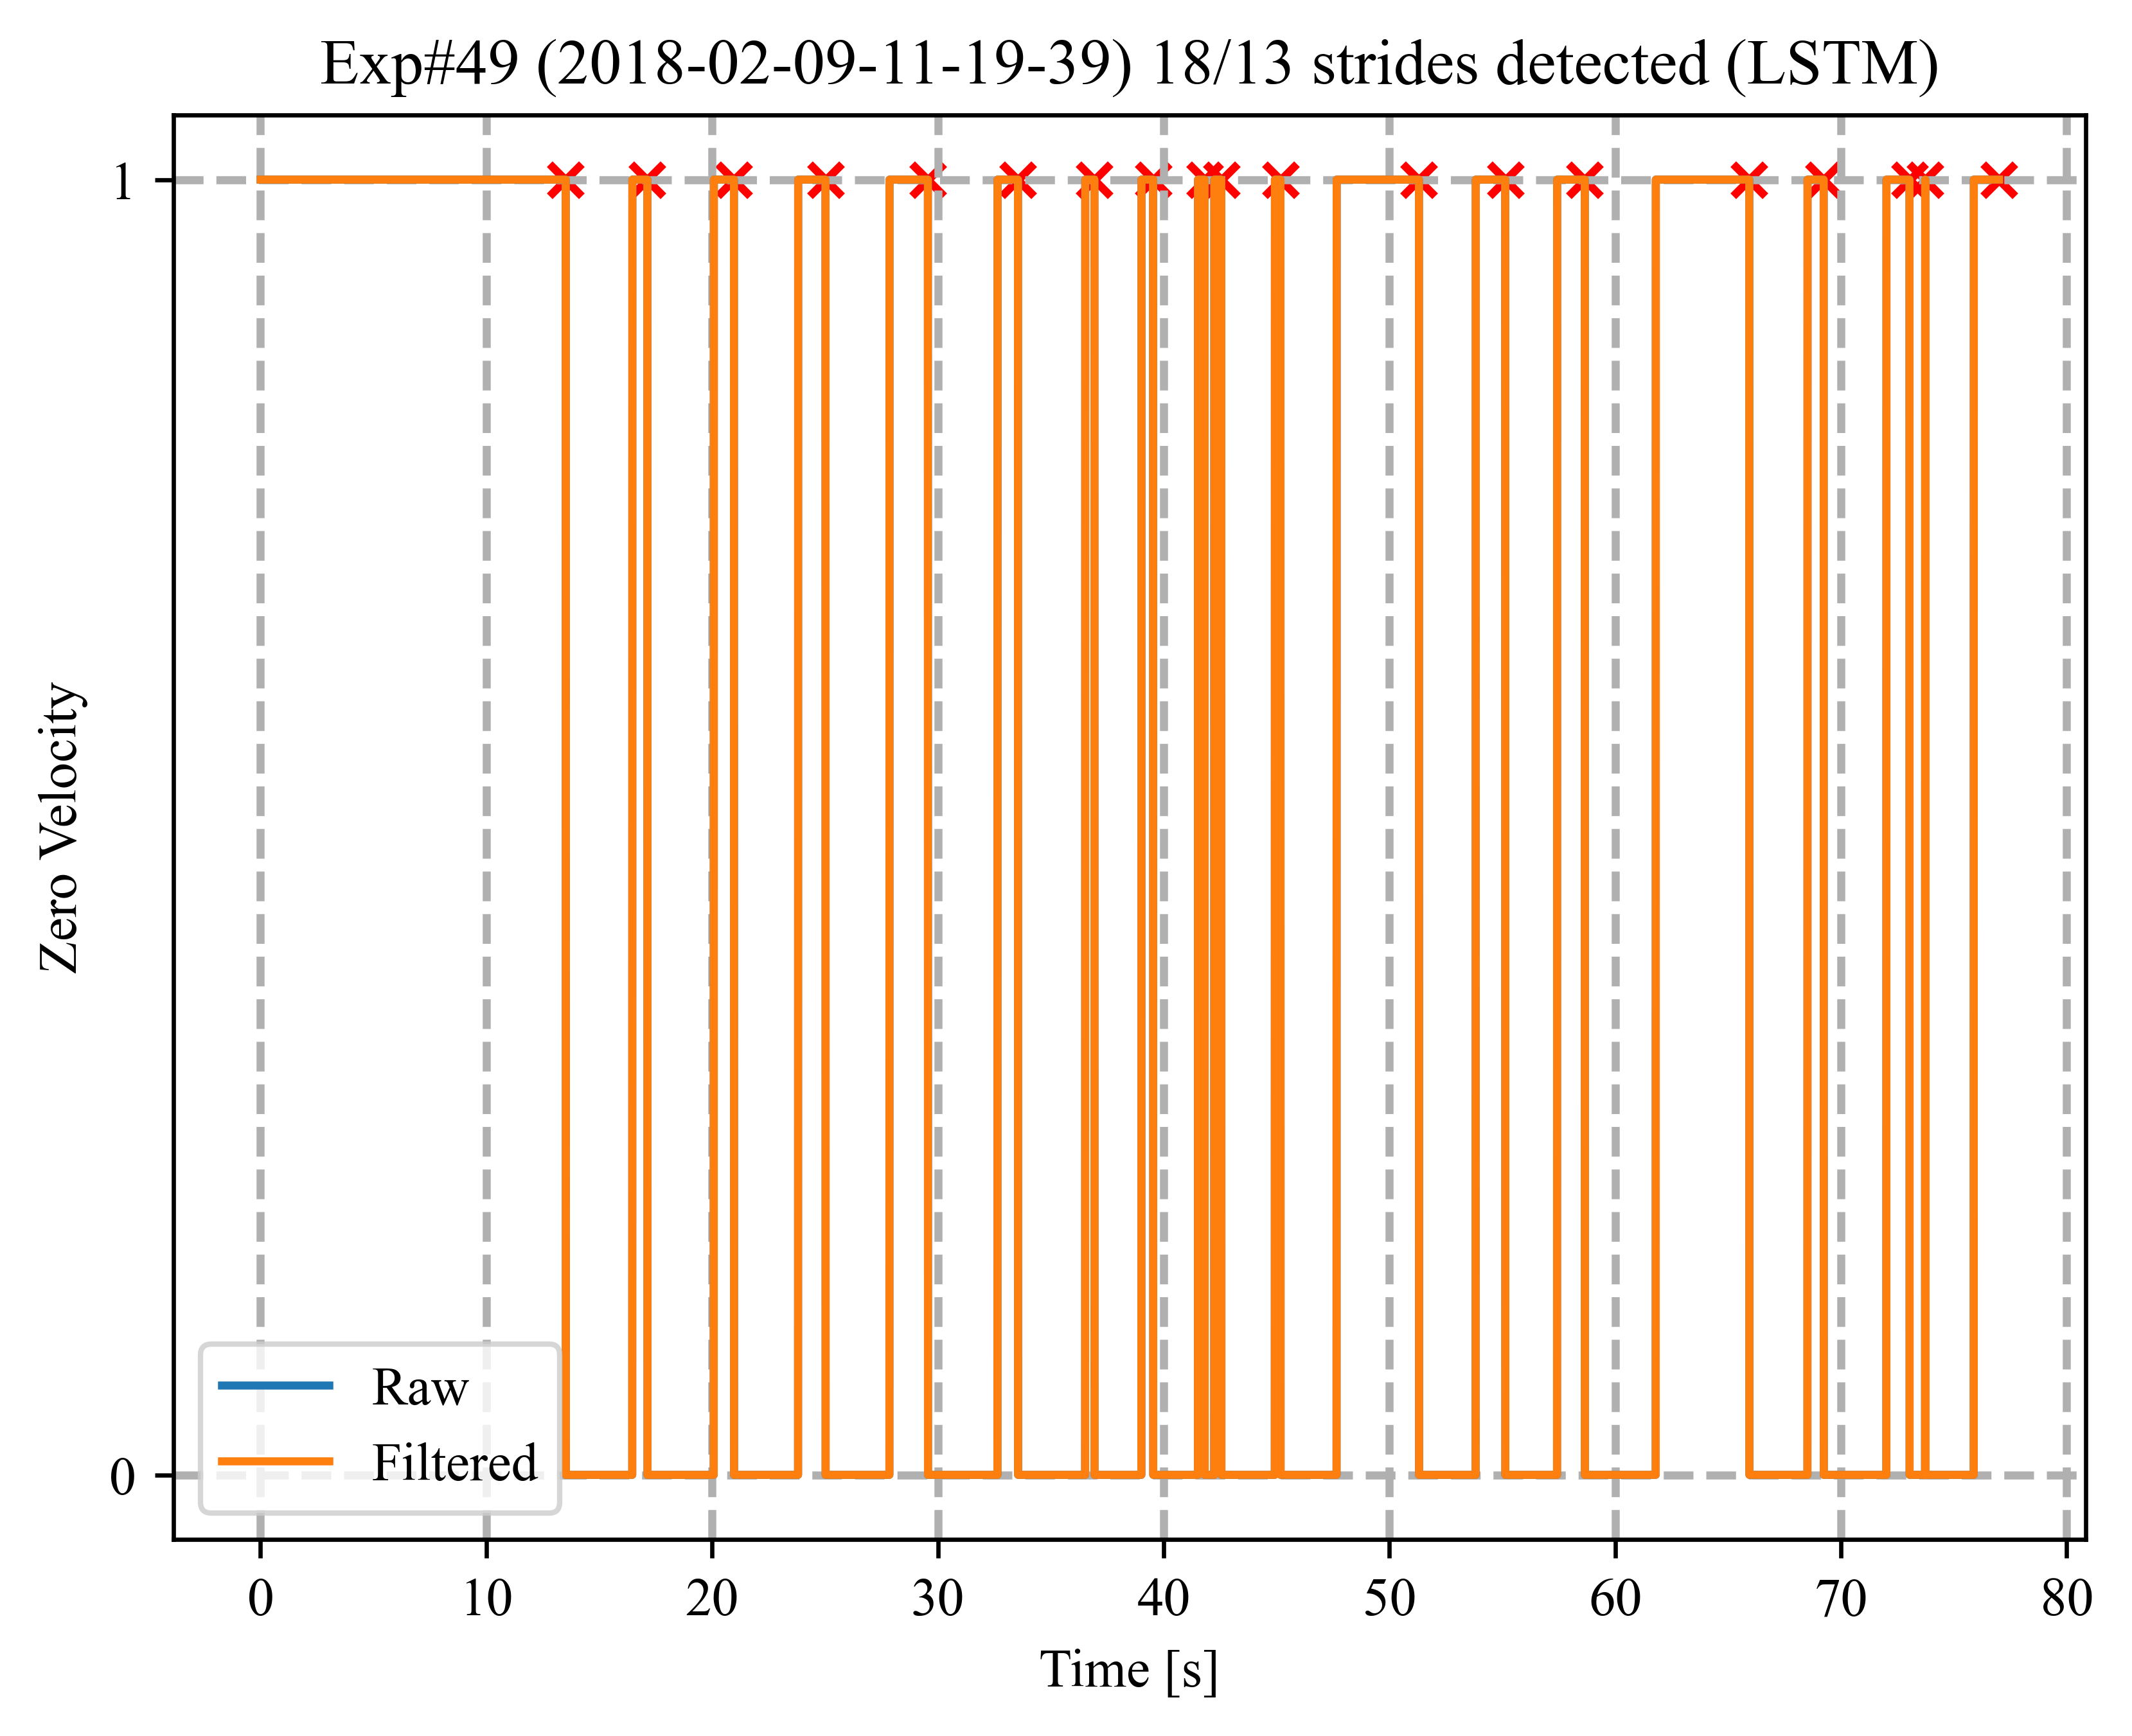 Exp#49 (2018-02-09-11-19-39) 18/13 strides detected (LSTM)
1
Zero Velocity
Raw
Filtered
0
0 10 20 30 40 50 60 70 80
Time [s]